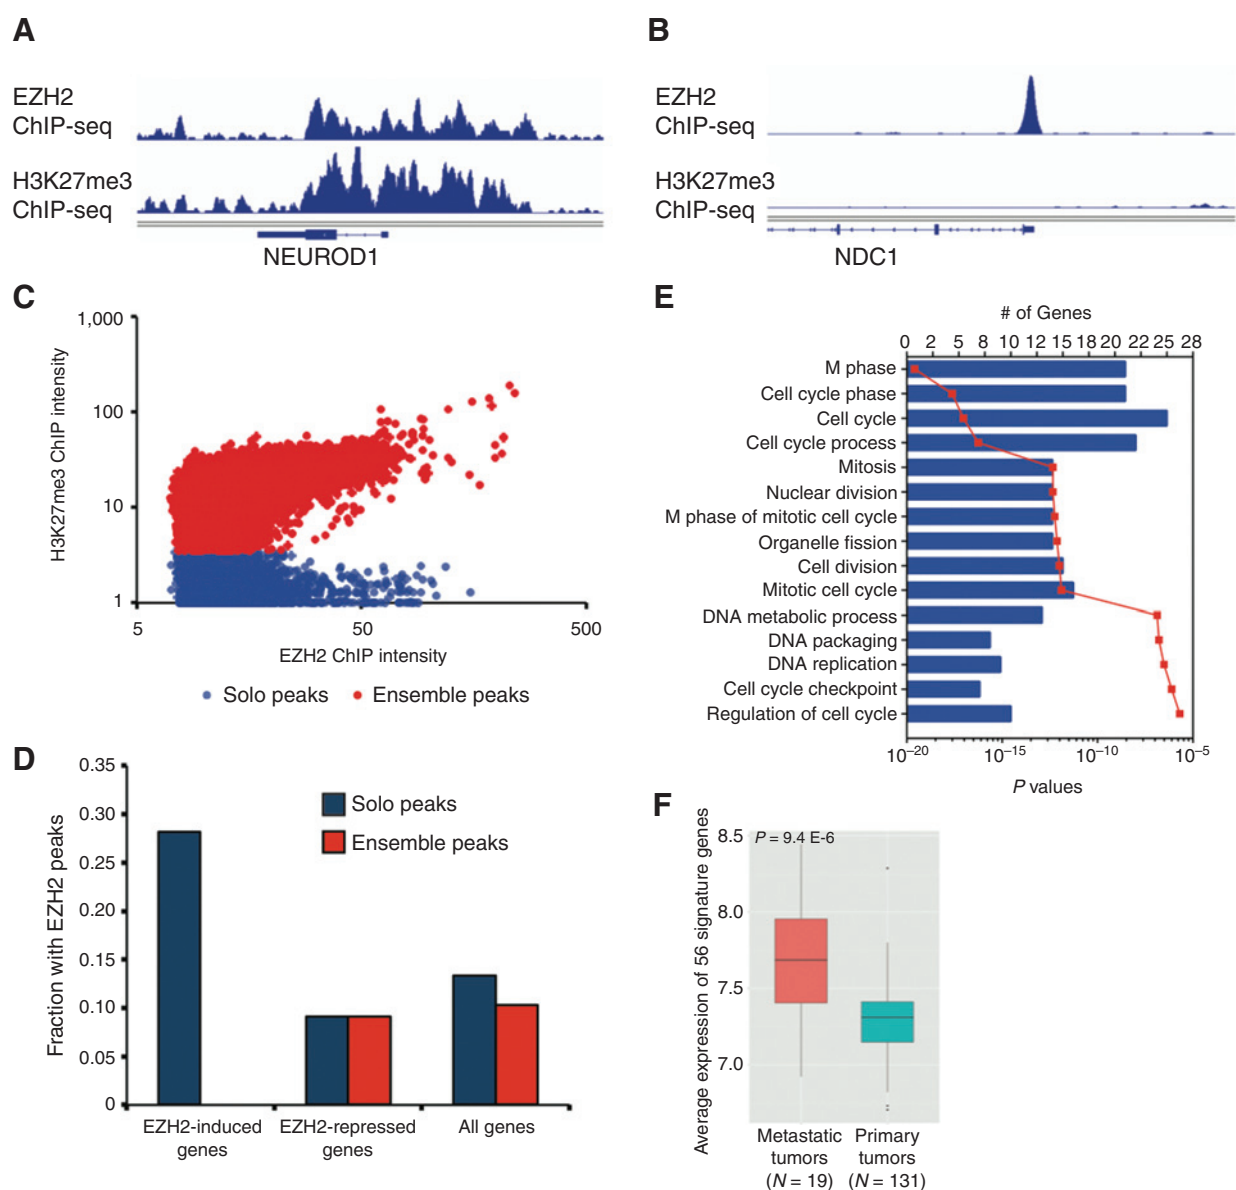 A
EZH2
ChIP-seq
H3K27me3
ChIP-seq
NEUROD1
B
EZH2
ChIP-seq
H3K27me3
ChIP-seq
NDC1
C
H3K27me3 ChIP intensity
1,000
100
10
1
5
50
500
EZH2 ChIP intensity
Solo peaks
Ensemble peaks
D
Fraction with EZH2 peaks
0.35
0.30
0.25
0.20
0.15
0.10
0.05
0
Solo peaks
Ensemble peaks
EZH2-induced
genes
EZH2-repressed
genes
All genes
E
# of Genes
0 2 5 8 10 12 15 18 20 22 25 28
M phase
Cell cycle phase
Cell cycle
Cell cycle process
Mitosis
Nuclear division
M phase of mitotic cell cycle
Organelle fission
Cell division
Mitotic cell cycle
DNA metabolic process
DNA packaging
DNA replication
Cell cycle checkpoint
Regulation of cell cycle
10⁻²⁰ 10⁻¹⁵ 10⁻¹⁰ 10⁻⁵
P values
F
Average expression of 56 signature genes
8.5
8.0
7.5
7.0
P = 9.4 E-6
Metastatic
tumors
(N = 19)
Primary
tumors
(N = 131)